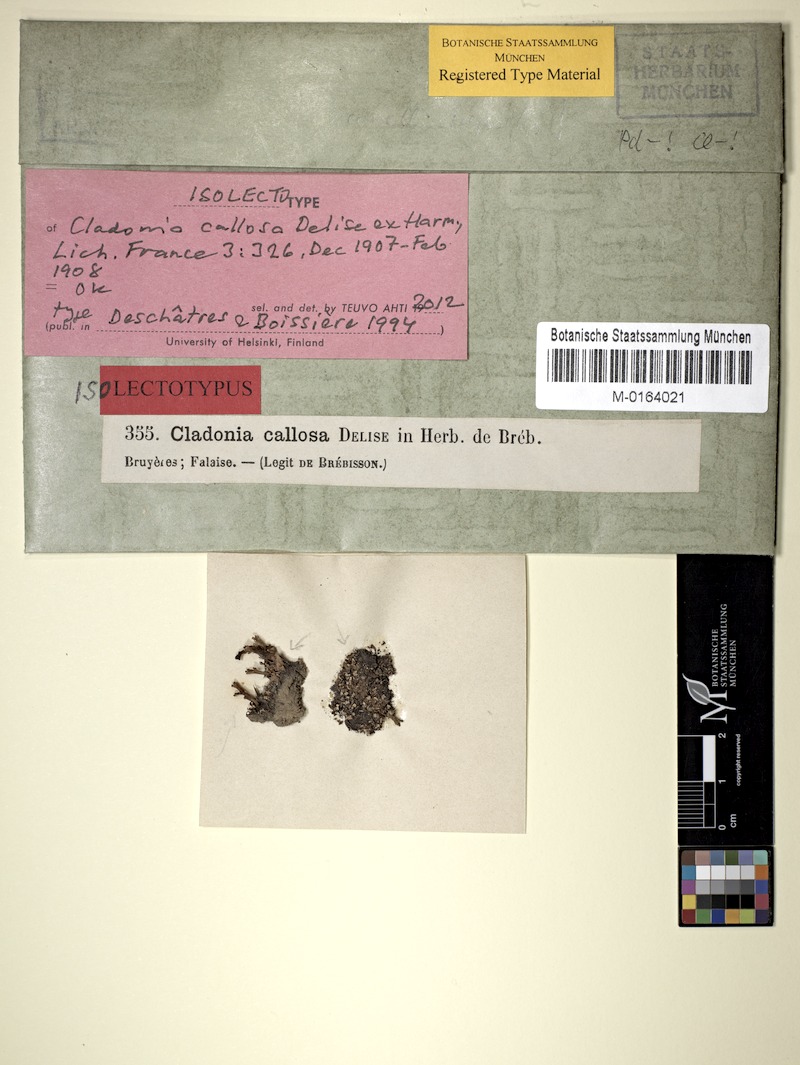 BOTANISCHE STAATSSAMMLUNG
MÜNCHEN
Registered Type Material
STAATS-
HERBARIUM
MÜNCHEN
Pd-! Cl-!
ISOLECTOTYPE
of Cladonia callosa Delise ex Harm.,
Lich. France 3: 326, Dec 1907-Feb
1908
= Ok
type
sel. and det. by TEUVO AHTI 2012
(publ. in Deschâtres & Boissière 1994)
University of Helsinki, Finland
Botanische Staatssammlung München
M-0164021
ISOLECTOTYPUS
355. Cladonia callosa DELISE in Herb. de Bréb.
Bruyères; Falaise. — (Legit DE BRÉBISSON.)
BOTANISCHE
STAATSSAMMLUNG
MÜNCHEN
0 1 2
cm
copyright reserved